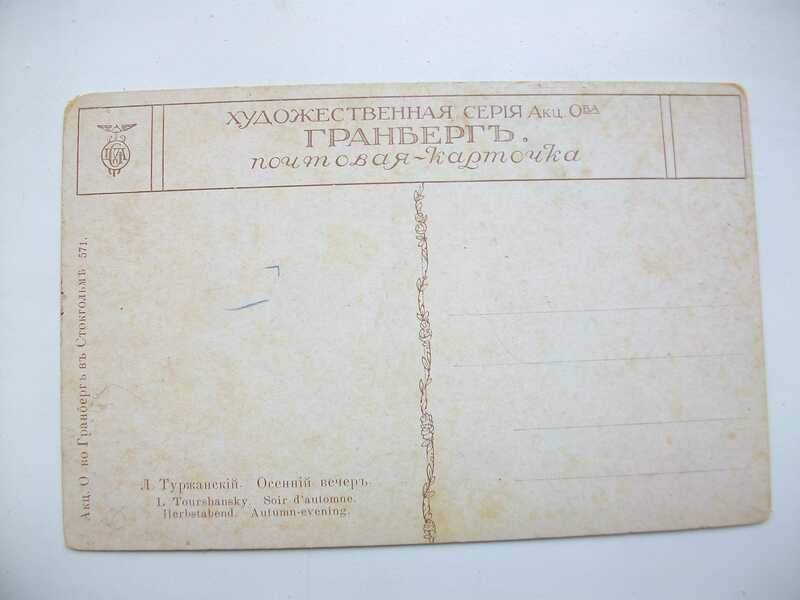 ХУДОЖЕСТВЕННАЯ СЕРІЯ АКЦ. ОВА
ГРАНБЕРГЪ.
почтовая-карточка
Акц. О во Гранбергъ въ Стокгольмъ 571.
Л Туржанскій. Осенній вечеръ.
L Tourshansky. Soir d'automne.
Herbstabend. Autumn-evening.